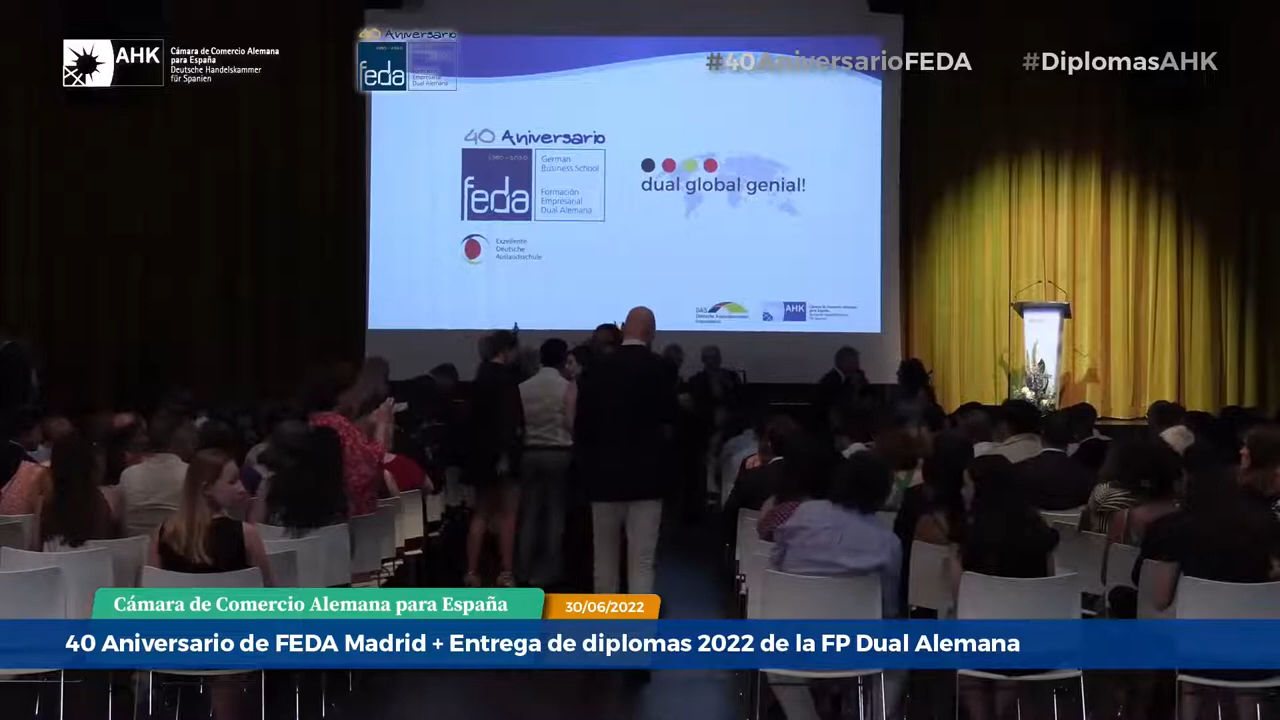 AHK
Cámara de Comercio Alemana
para España
Deutsche Handelskammer
für Spanien
40 Aniversario
feda
#40AniversarioFEDA
#DiplomasAHK
40 Aniversario
feda
German
Business School
Formación
Empresarial
Dual Alemana
dual global genial!
Exzellente
Deutsche
Auslandsschule
AHK
Cámara de Comercio Alemana para España
30/06/2022
40 Aniversario de FEDA Madrid + Entrega de diplomas 2022 de la FP Dual Alemana